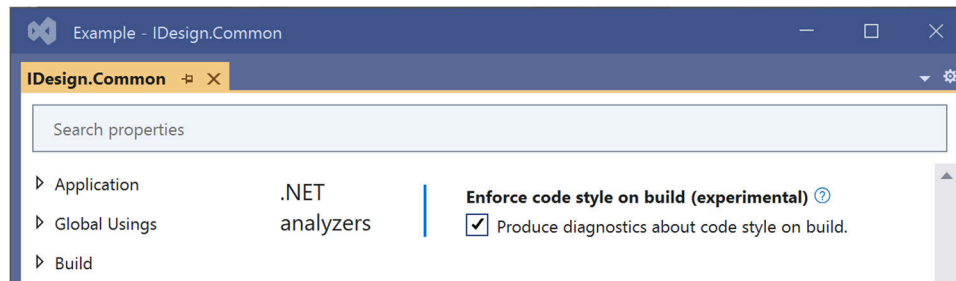 Example - IDesign.Common
IDesign.Common
Search properties
Application
Global Usings
Build
.NET
analyzers
Enforce code style on build (experimental)
Produce diagnostics about code style on build.